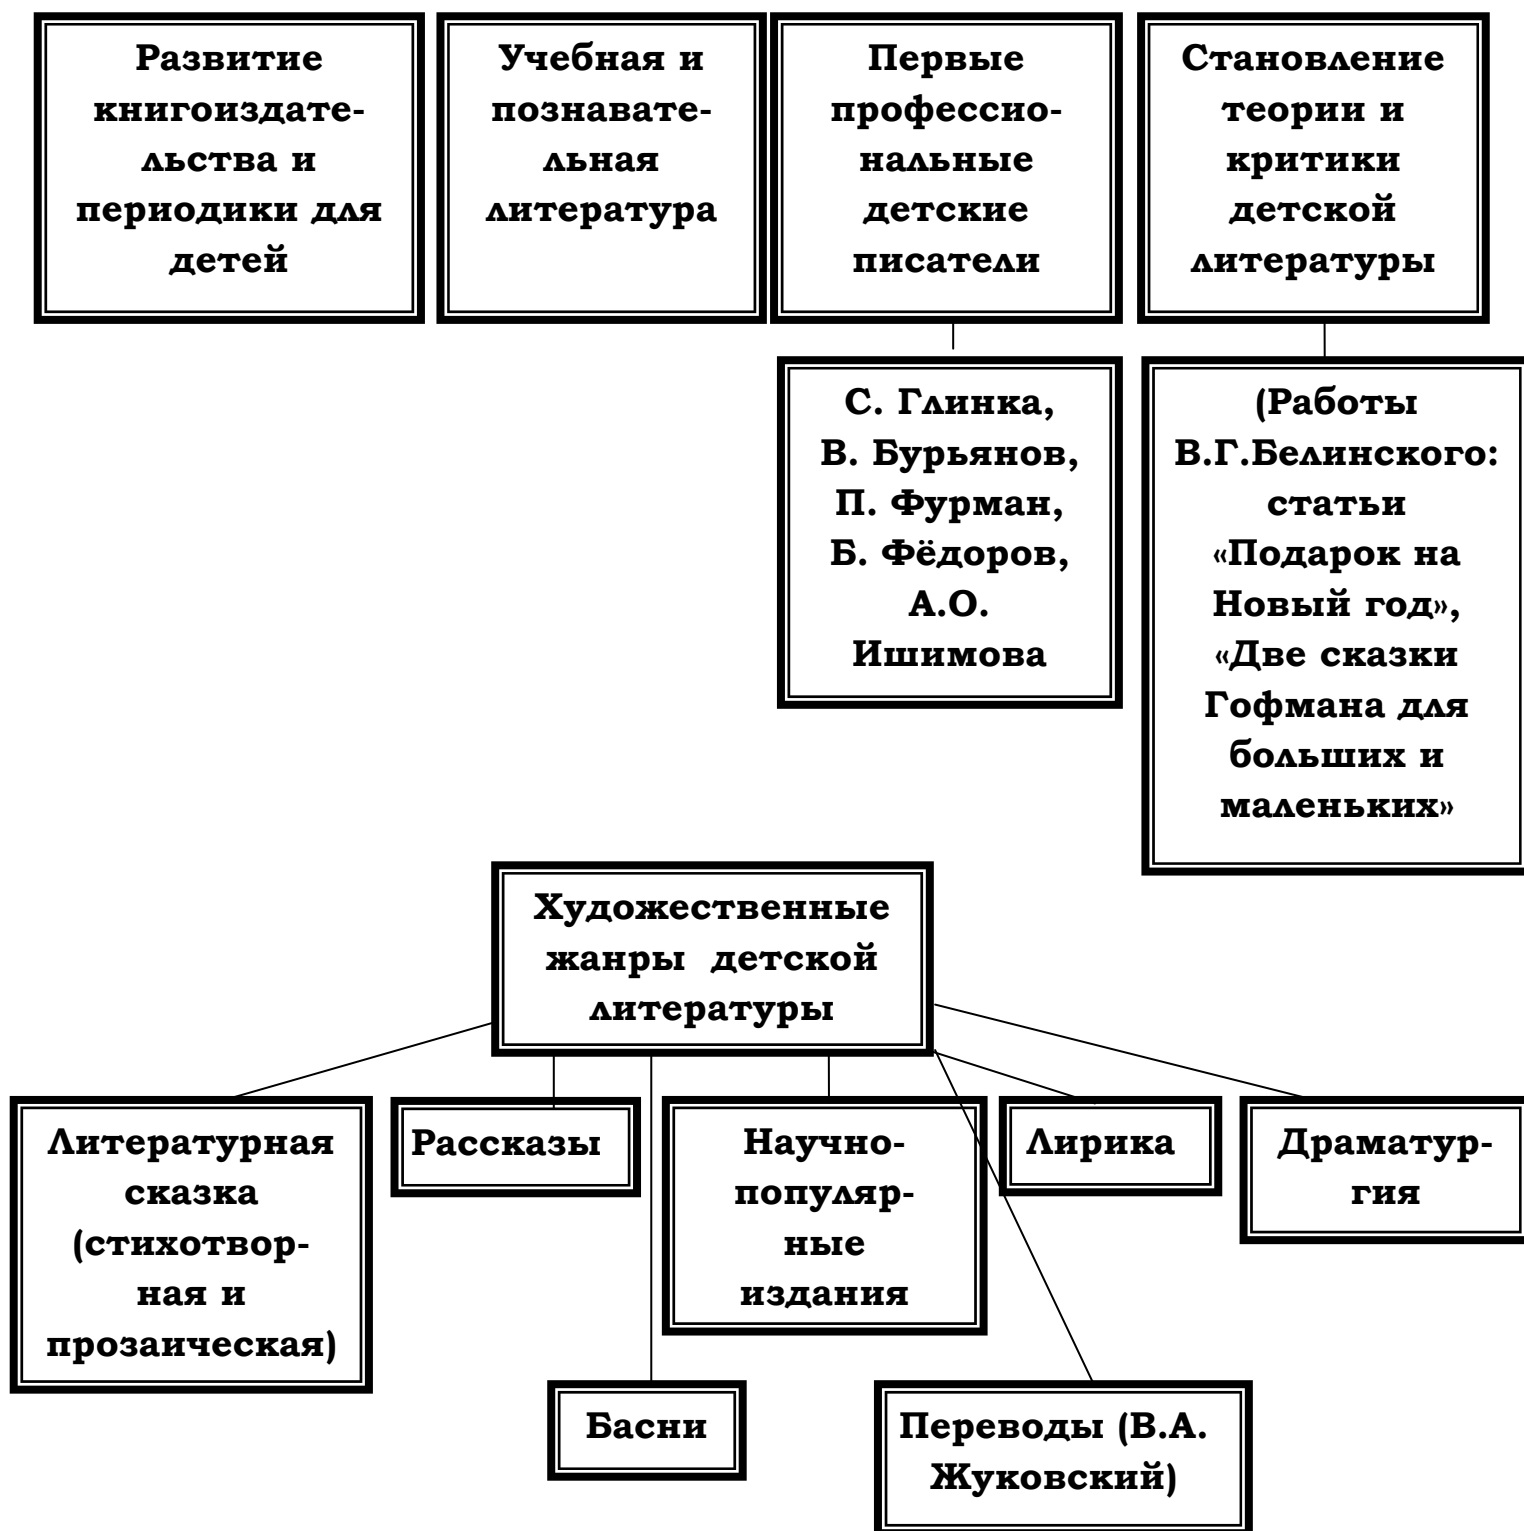 Развитие
книгоиздате-
льства и
периодики для
детей
Учебная и
познавате-
льная
литература
Первые
профессио-
нальные
детские
писатели
Становление
теории и
критики
детской
литературы
С. Глинка,
В. Бурьянов,
П. Фурман,
Б. Фёдоров,
А.О.
Ишимова
(Работы
В.Г.Белинского:
статьи
«Подарок на
Новый год»,
«Две сказки
Гофмана для
больших и
маленьких»
Художественные
жанры детской
литературы
Литературная
сказка
(стихотвор-
ная и
прозаическая)
Рассказы
Научно-
популяр-
ные
издания
Лирика
Драматур-
гия
Басни
Переводы (В.А.
Жуковский)